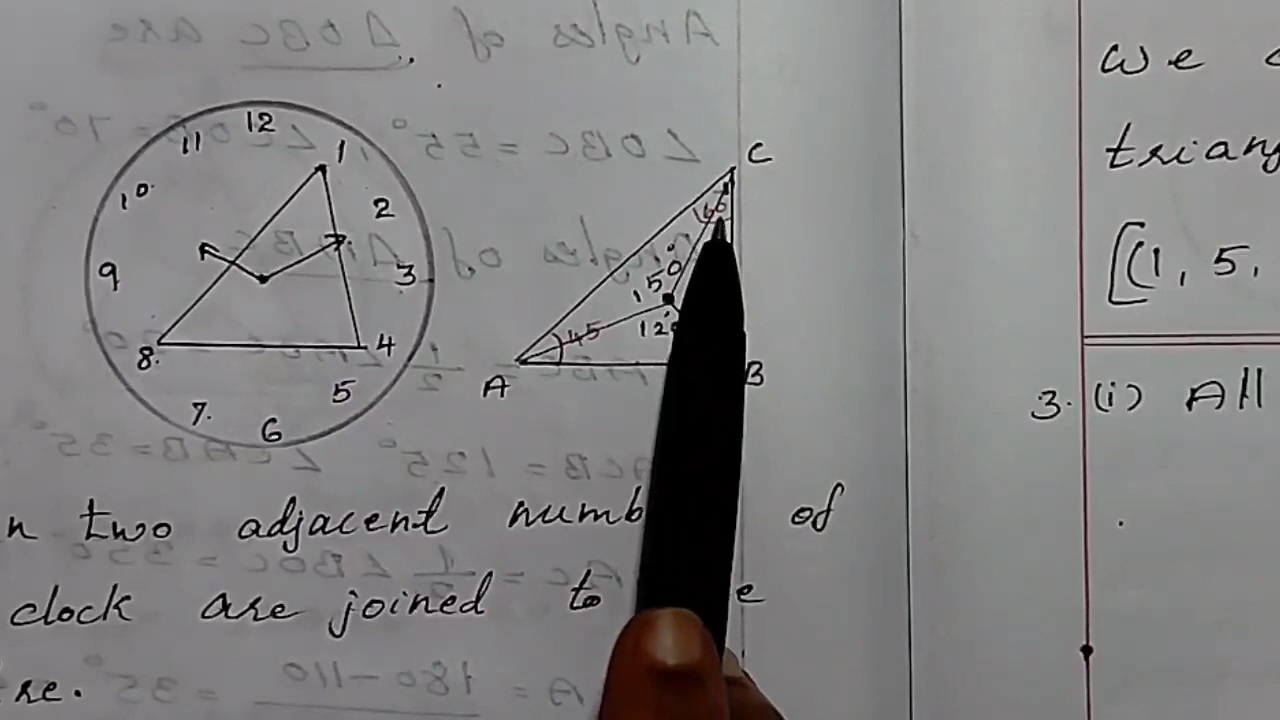 12
11
1
10
2
9
3
8
4
7
5
6
C
60°
150°
45
A
B
n two adjacent numb of
clock are joined to e
re.
we
triang
[(1, 5,
3. (i) All